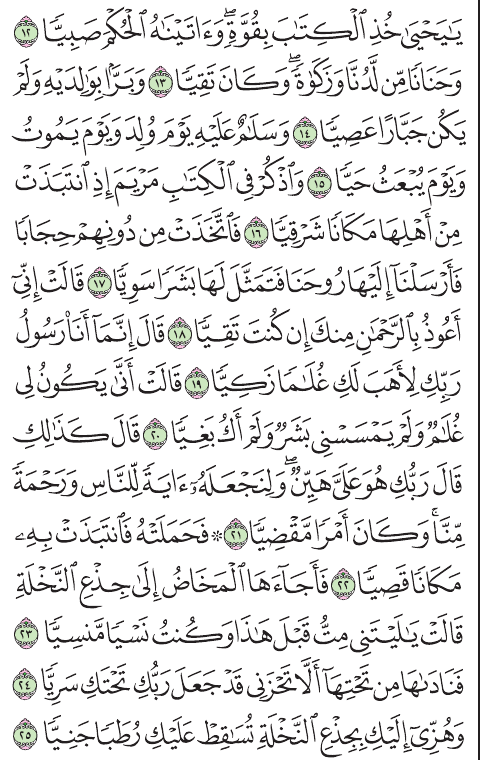 يَـٰيَحْيَىٰ خُذِ ٱلْكِتَـٰبَ بِقُوَّةٍۖ وَءَاتَيْنَـٰهُ ٱلْحُكْمَ صَبِيًّا ١٢
وَحَنَانًا مِّن لَّدُنَّا وَزَكَوٰةًۖ وَكَانَ تَقِيًّا ١٣ وَبَرًّۢا بِوَٰلِدَيْهِ وَلَمْ
يَكُن جَبَّارًا عَصِيًّا ١٤ وَسَلَـٰمٌ عَلَيْهِ يَوْمَ وُلِدَ وَيَوْمَ يَمُوتُ
وَيَوْمَ يُبْعَثُ حَيًّا ١٥ وَٱذْكُرْ فِى ٱلْكِتَـٰبِ مَرْيَمَ إِذِ ٱنتَبَذَتْ
مِنْ أَهْلِهَا مَكَانًا شَرْقِيًّا ١٦ فَٱتَّخَذَتْ مِن دُونِهِمْ حِجَابًا
فَأَرْسَلْنَآ إِلَيْهَا رُوحَنَا فَتَمَثَّلَ لَهَا بَشَرًا سَوِيًّا ١٧ قَالَتْ إِنِّىٓ
أَعُوذُ بِٱلرَّحْمَـٰنِ مِنكَ إِن كُنتَ تَقِيًّا ١٨ قَالَ إِنَّمَآ أَنَا۠ رَسُولُ
رَبِّكِ لِأَهَبَ لَكِ غُلَـٰمًا زَكِيًّا ١٩ قَالَتْ أَنَّىٰ يَكُونُ لِى
غُلَـٰمٌ وَلَمْ يَمْسَسْنِى بَشَرٌ وَلَمْ أَكُ بَغِيًّا ٢٠ قَالَ كَذَٰلِكِ
قَالَ رَبُّكِ هُوَ عَلَىَّ هَيِّنٌۖ وَلِنَجْعَلَهُۥٓ ءَايَةً لِّلنَّاسِ وَرَحْمَةً
مِّنَّاۚ وَكَانَ أَمْرًا مَّقْضِيًّا ٢١ ۞ فَحَمَلَتْهُ فَٱنتَبَذَتْ بِهِۦ
مَكَانًا قَصِيًّا ٢٢ فَأَجَآءَهَا ٱلْمَخَاضُ إِلَىٰ جِذْعِ ٱلنَّخْلَةِ
قَالَتْ يَـٰلَيْتَنِى مِتُّ قَبْلَ هَـٰذَا وَكُنتُ نَسْيًا مَّنسِيًّا ٢٣
فَنَادَىٰهَا مِن تَحْتِهَآ أَلَّا تَحْزَنِى قَدْ جَعَلَ رَبُّكِ تَحْتَكِ سَرِيًّا ٢٤
وَهُزِّىٓ إِلَيْكِ بِجِذْعِ ٱلنَّخْلَةِ تُسَـٰقِطْ عَلَيْكِ رُطَبًا جَنِيًّا ٢٥